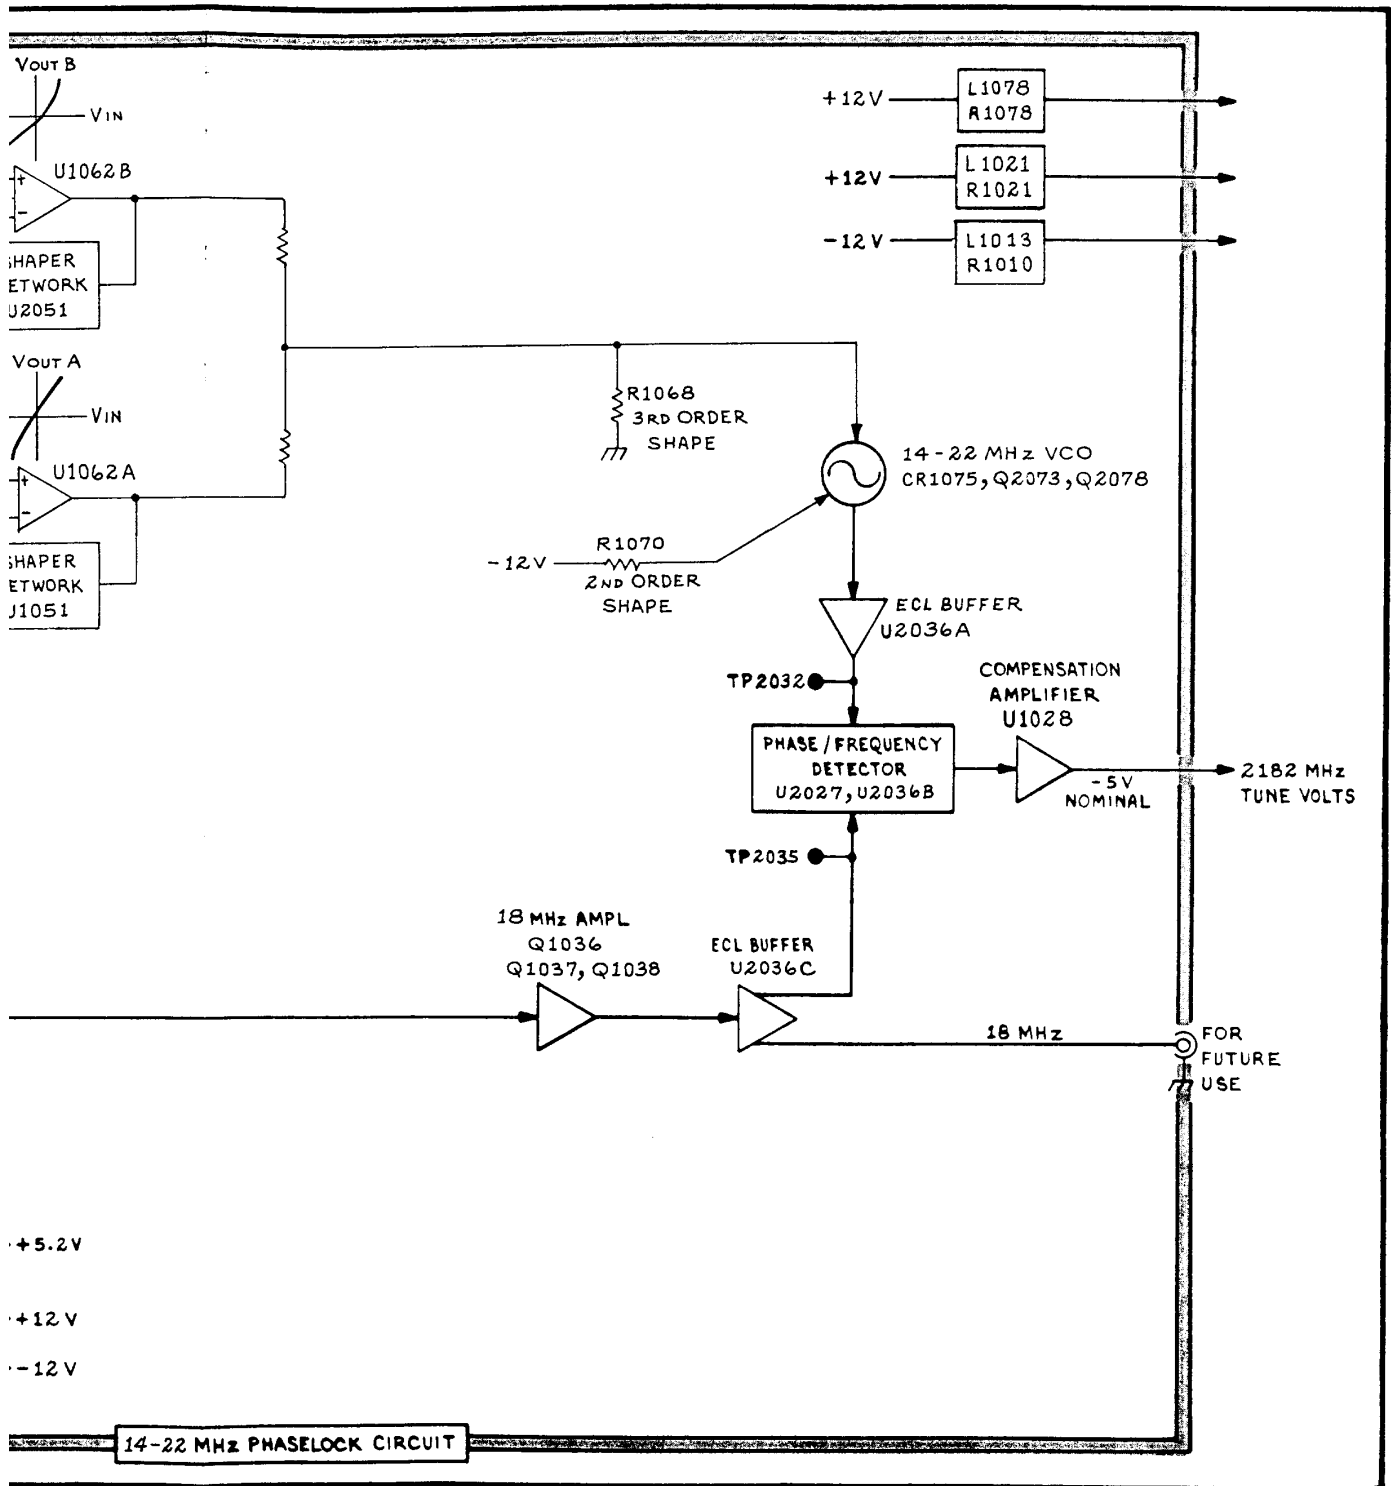 VOUT B
VIN
U1062B
+
-
SHAPER
ETWORK
U2051
VOUT A
VIN
U1062A
+
-
SHAPER
ETWORK
U1051
+12V
L1078
R1078
+12V
L1021
R1021
-12V
L1013
R1010
R1068
3RD ORDER
SHAPE
14-22 MHz VCO
CR1075, Q2073, Q2078
-12V
R1070
2ND ORDER
SHAPE
ECL BUFFER
U2036A
TP2032
COMPENSATION
AMPLIFIER
U1028
PHASE/FREQUENCY
DETECTOR
U2027, U2036B
-5V
NOMINAL
2182 MHz
TUNE VOLTS
TP2035
18 MHz AMPL
Q1036
Q1037, Q1038
ECL BUFFER
U2036C
18 MHz
FOR
FUTURE
USE
+5.2V
+12V
-12V
14-22 MHz PHASELOCK CIRCUIT